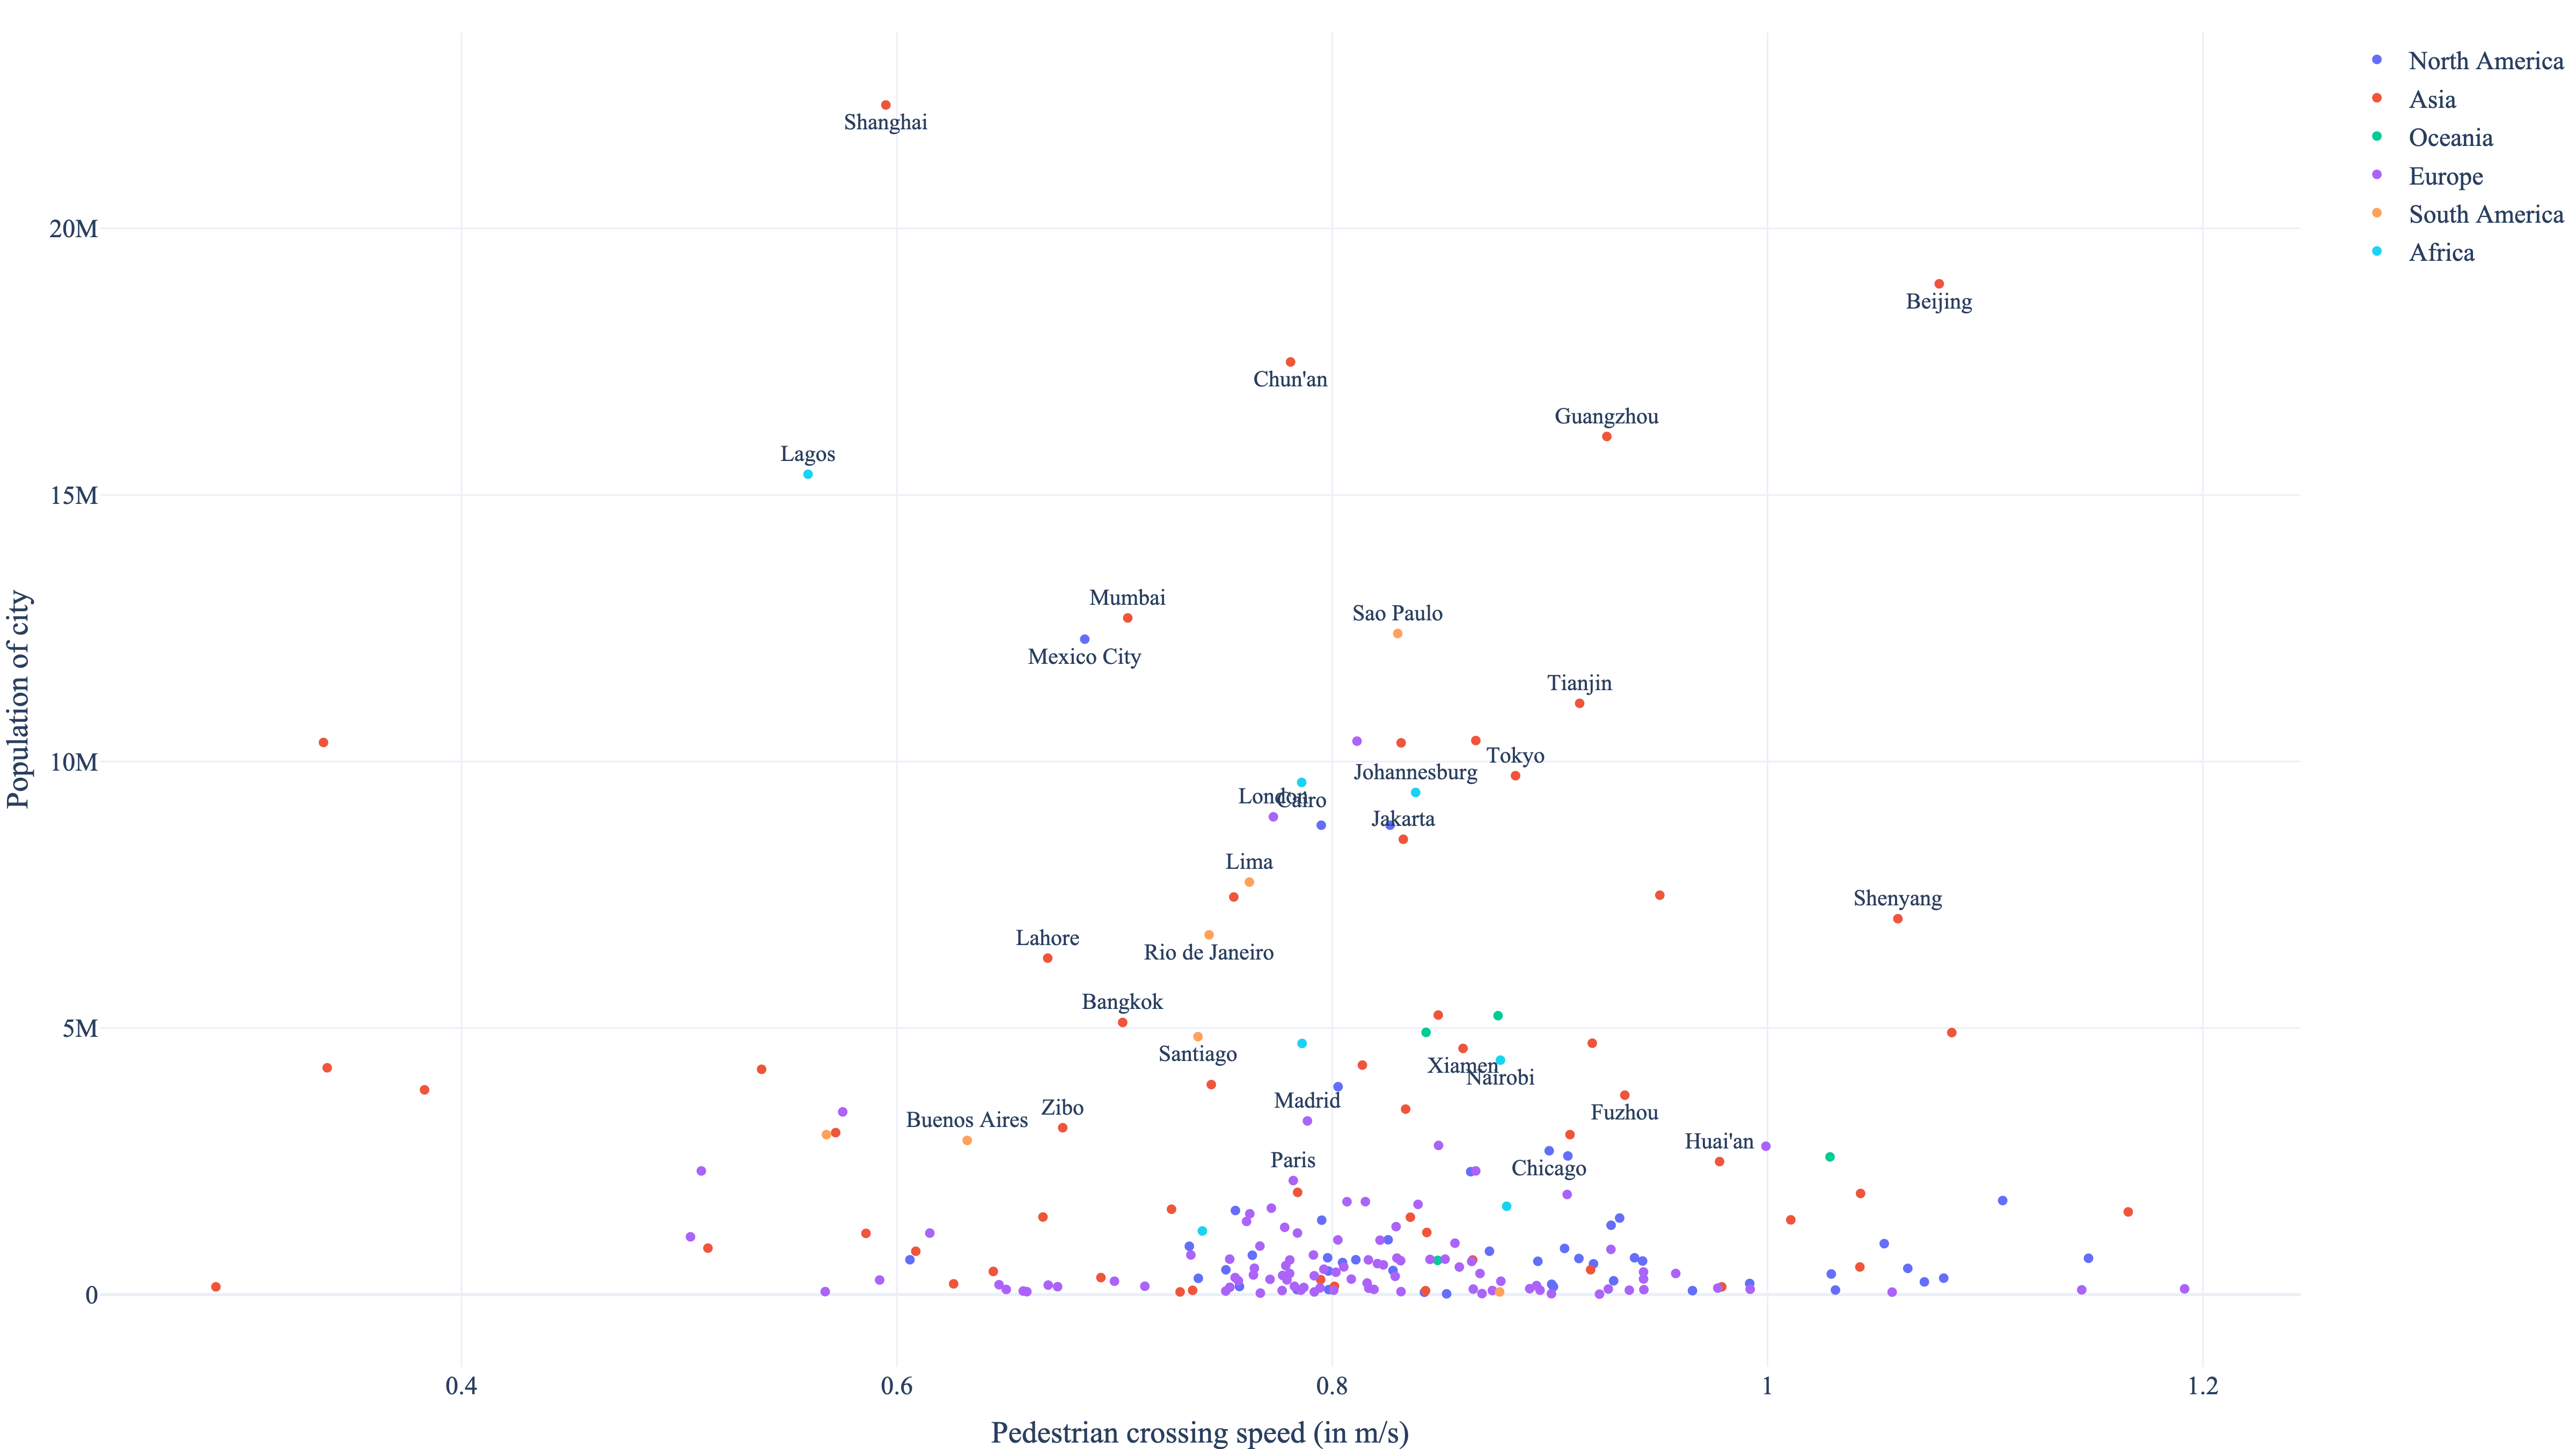 North America
Asia
Oceania
Europe
South America
Africa
Shanghai
20M
Beijing
Chun'an
Guangzhou
Lagos
15M
Mumbai
Sao Paulo
Mexico City
Tianjin
10M
Tokyo
Johannesburg
London
Cairo
Jakarta
Lima
Shenyang
Lahore
Rio de Janeiro
Bangkok
5M
Santiago
Xiamen
Nairobi
Madrid
Zibo
Buenos Aires
Fuzhou
Huai'an
Paris
Chicago
0
0.4
0.6
0.8
1
1.2
Population of city
Pedestrian crossing speed (in m/s)